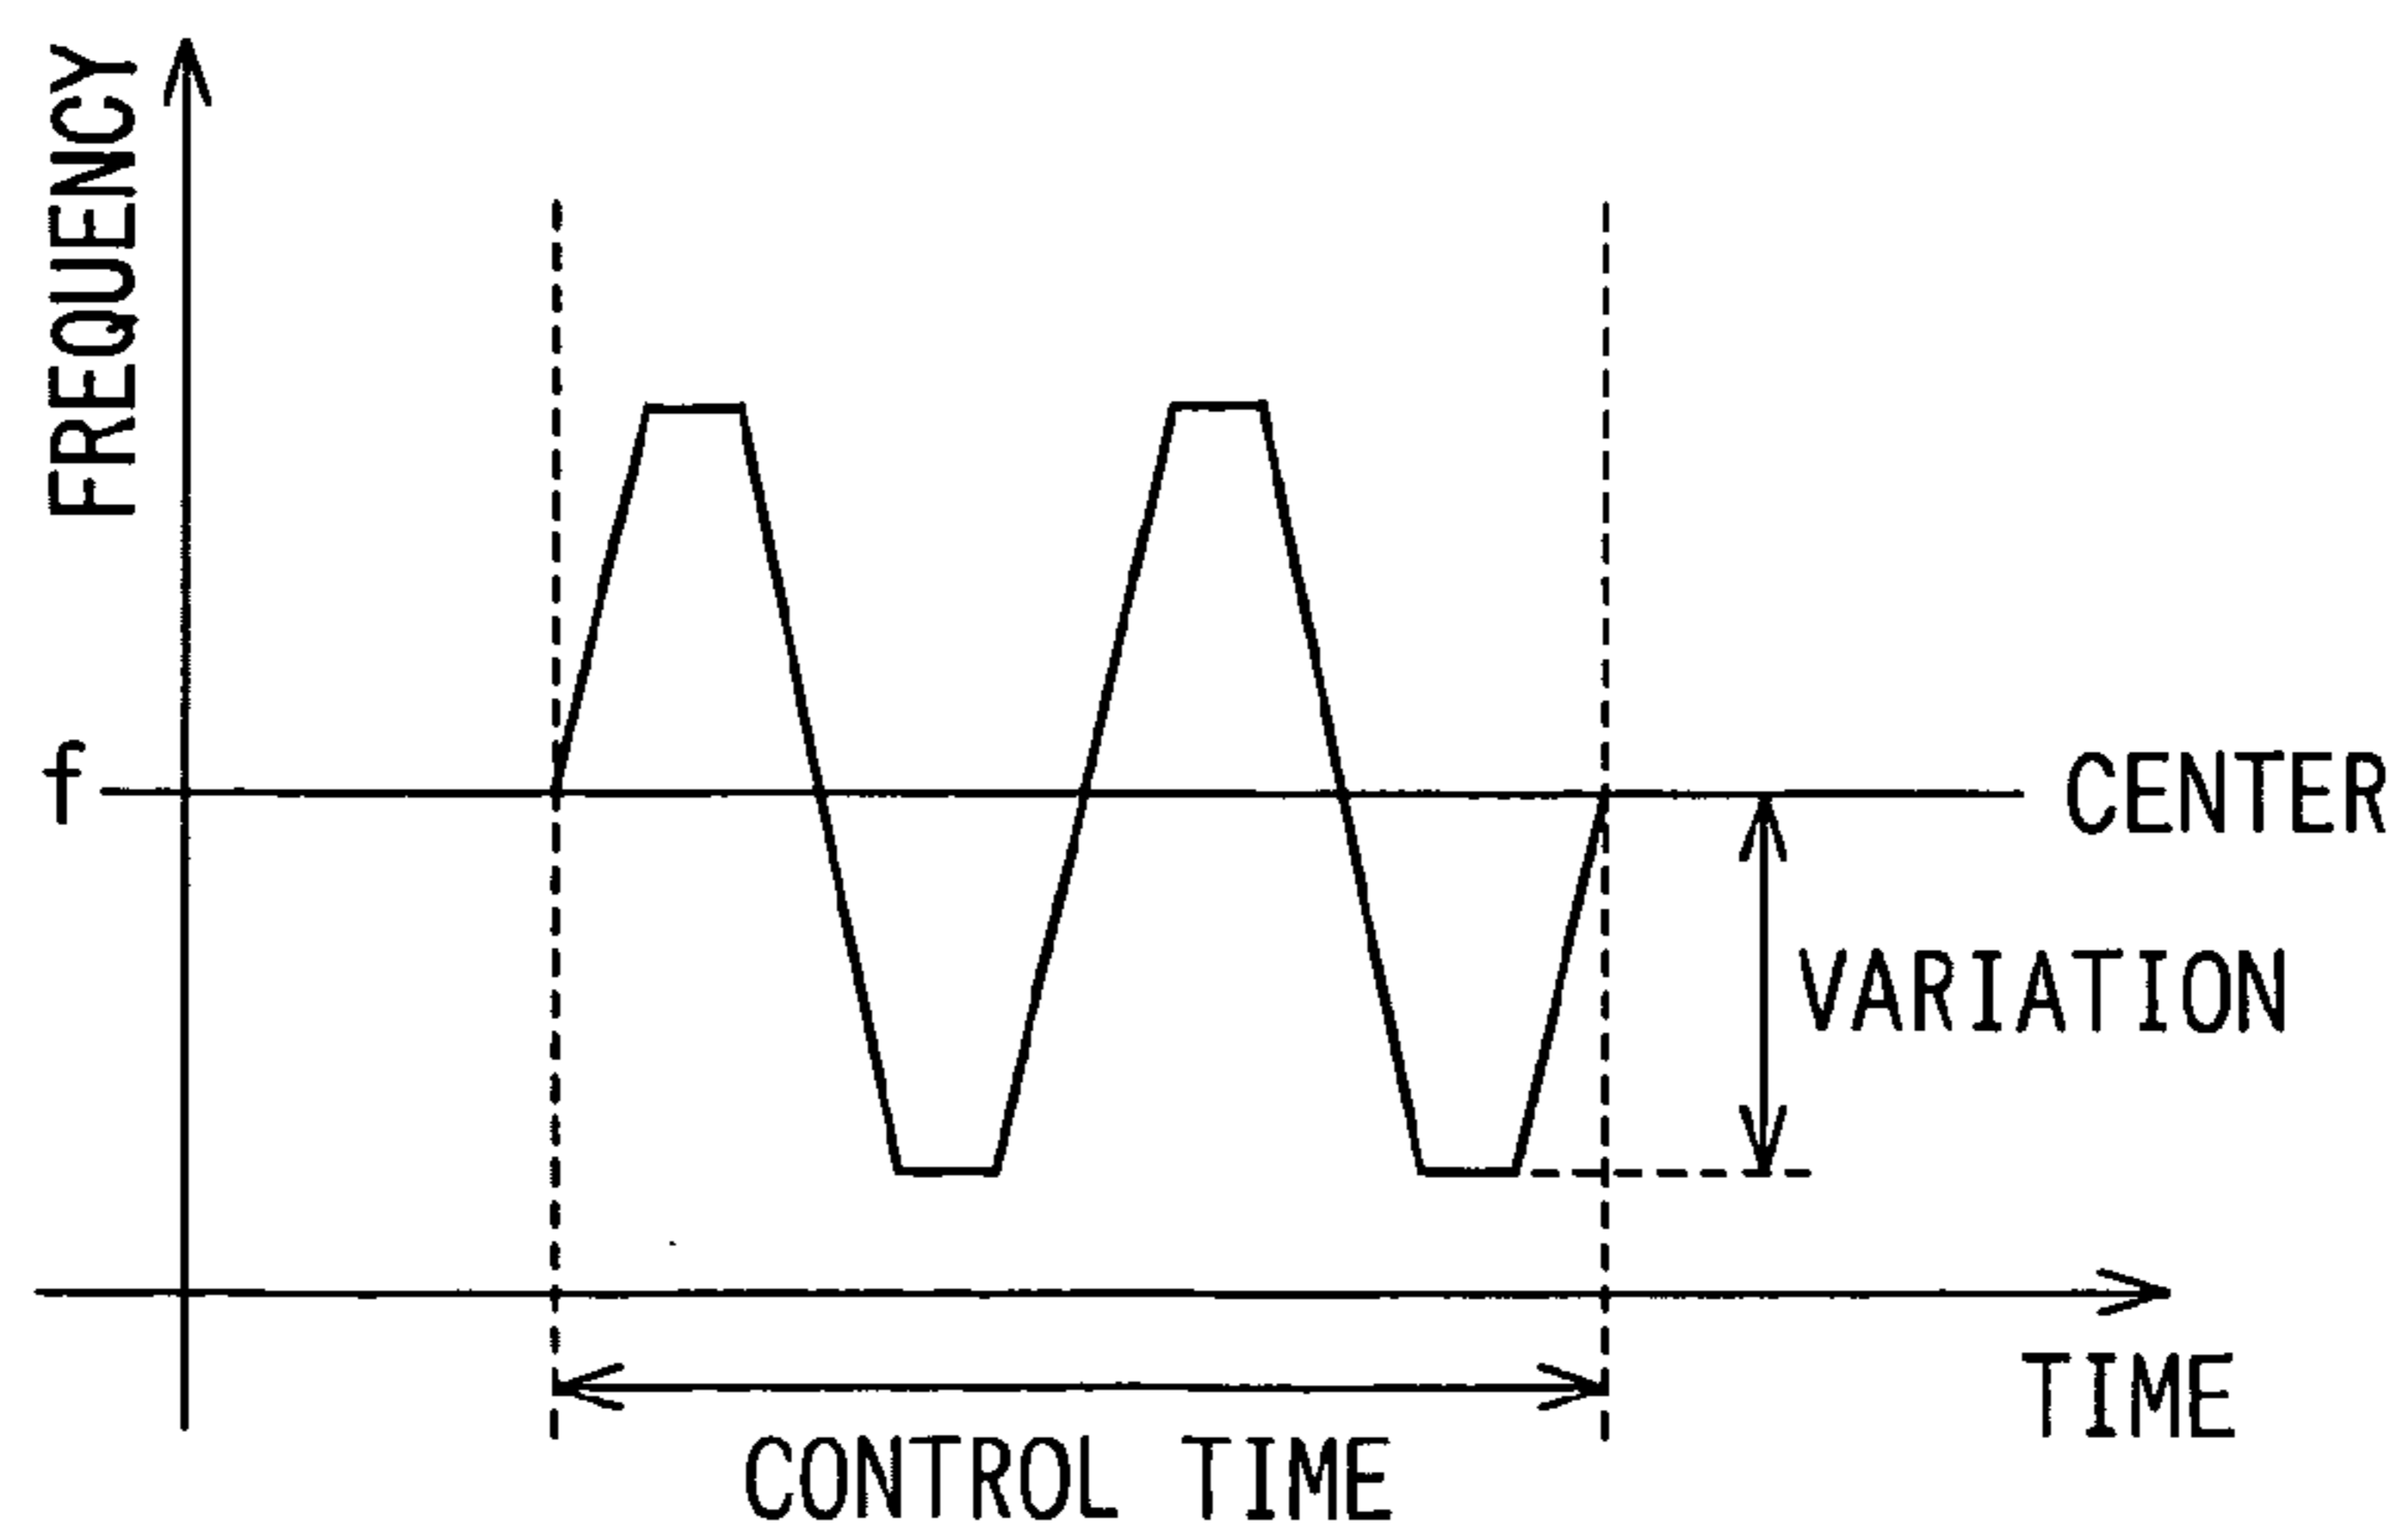 FREQUENCY
f
CENTER
VARIATION
TIME
CONTROL TIME